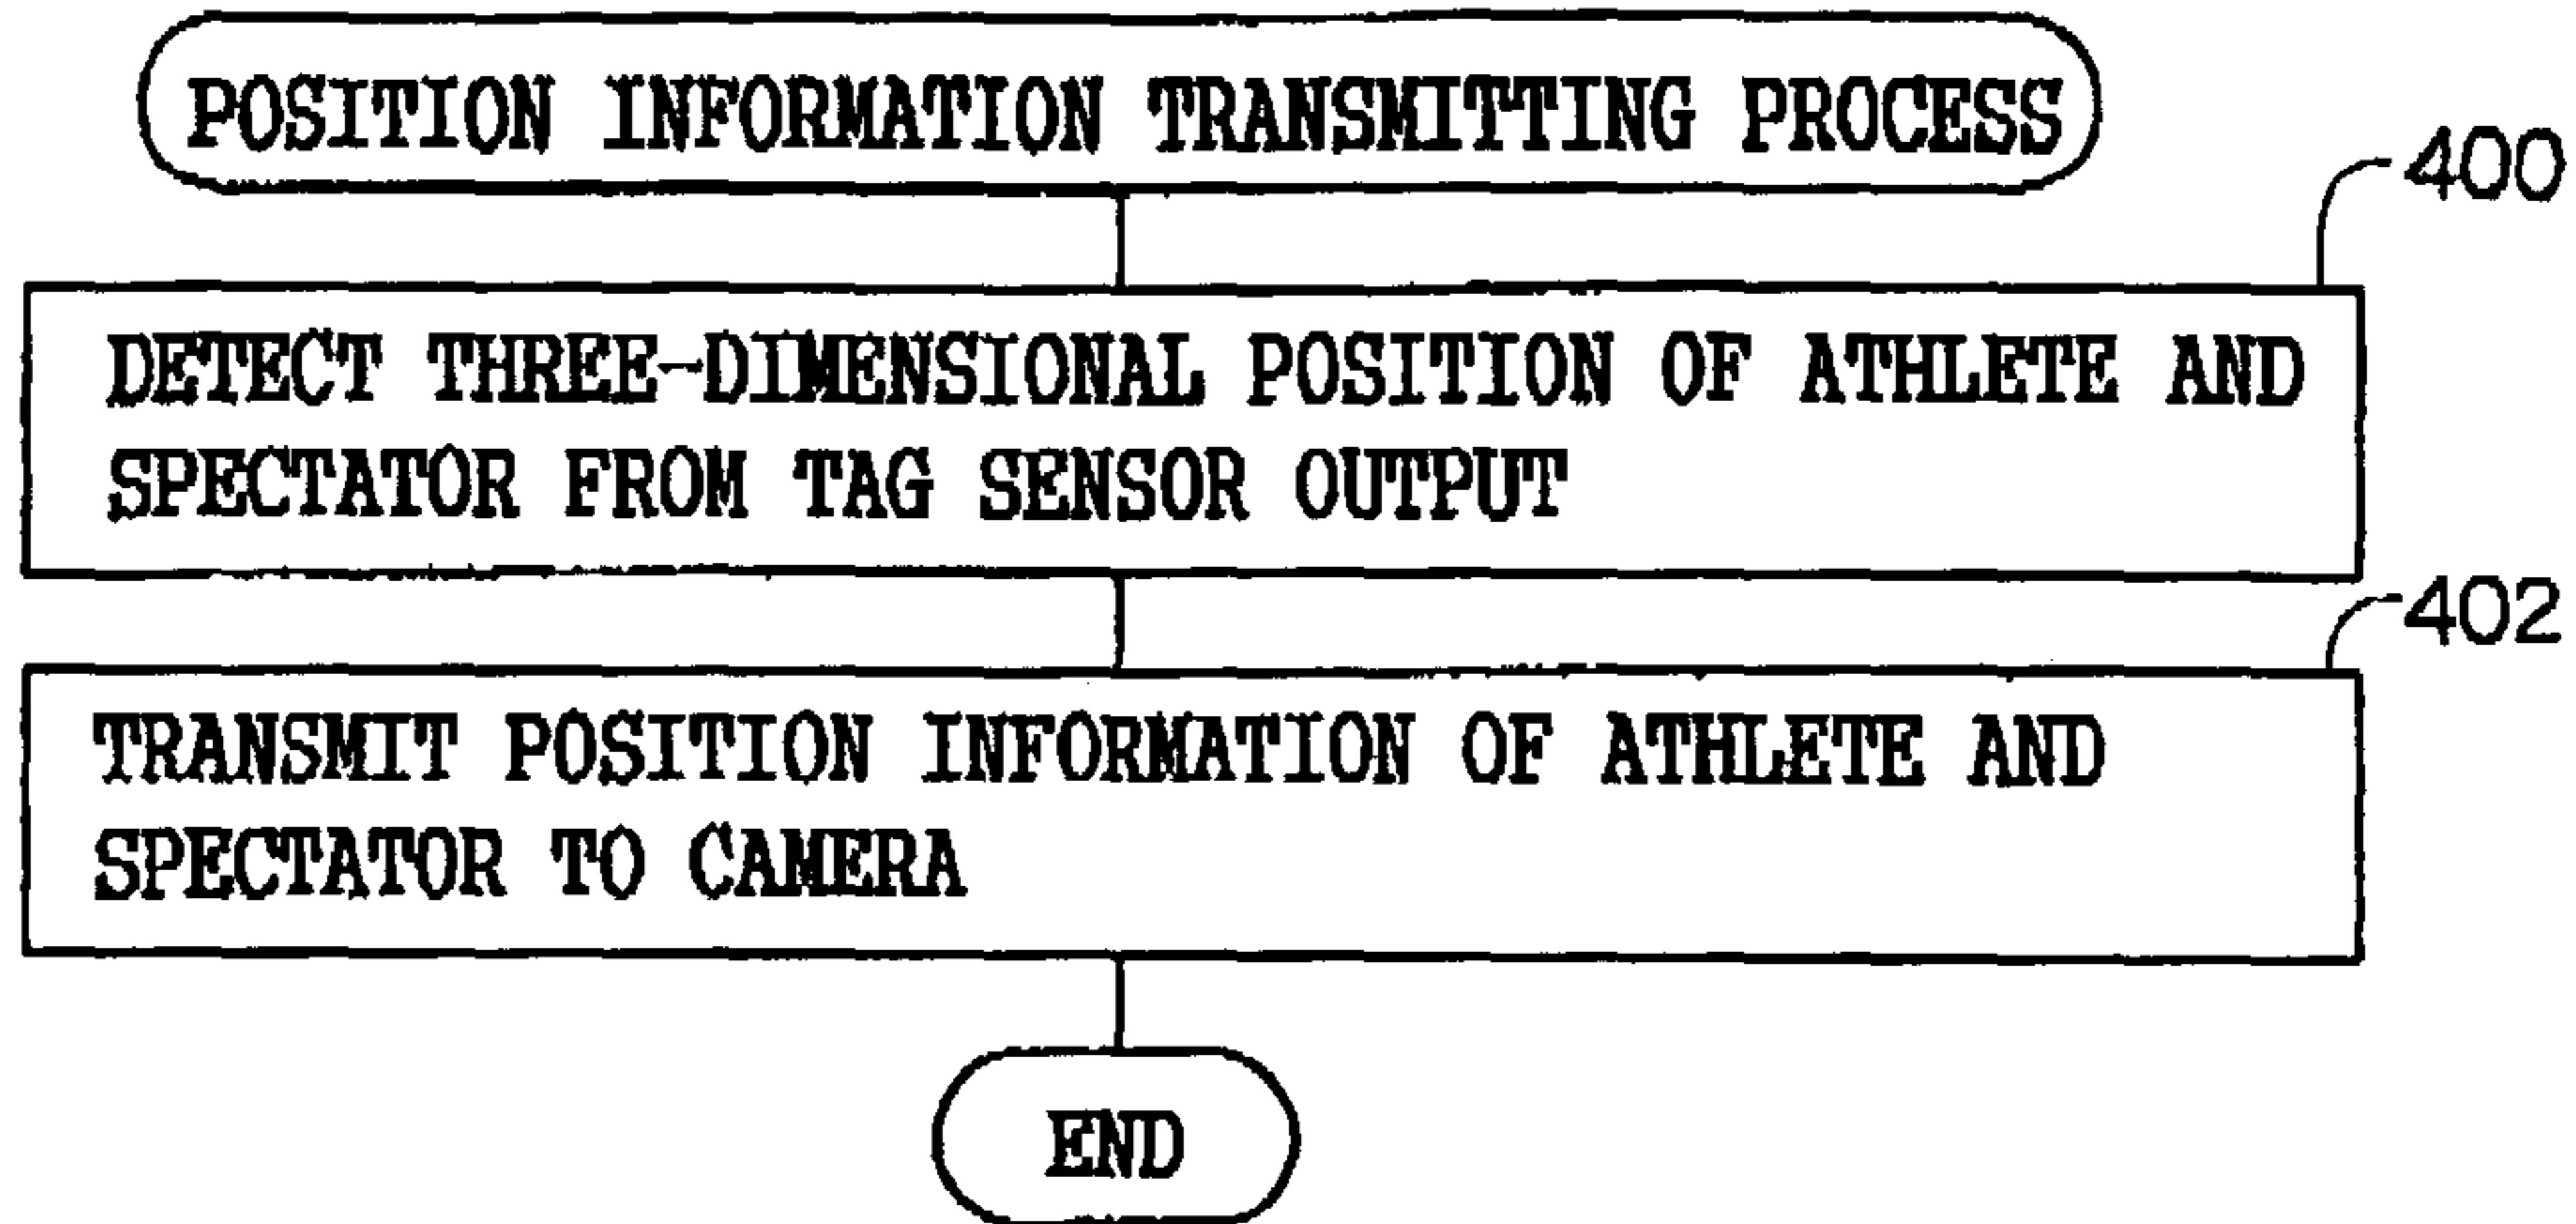 POSITION INFORMATION TRANSMITTING PROCESS
400
DETECT THREE-DIMENSIONAL POSITION OF ATHLETE AND
SPECTATOR FROM TAG SENSOR OUTPUT
402
TRANSMIT POSITION INFORMATION OF ATHLETE AND
SPECTATOR TO CAMERA
END